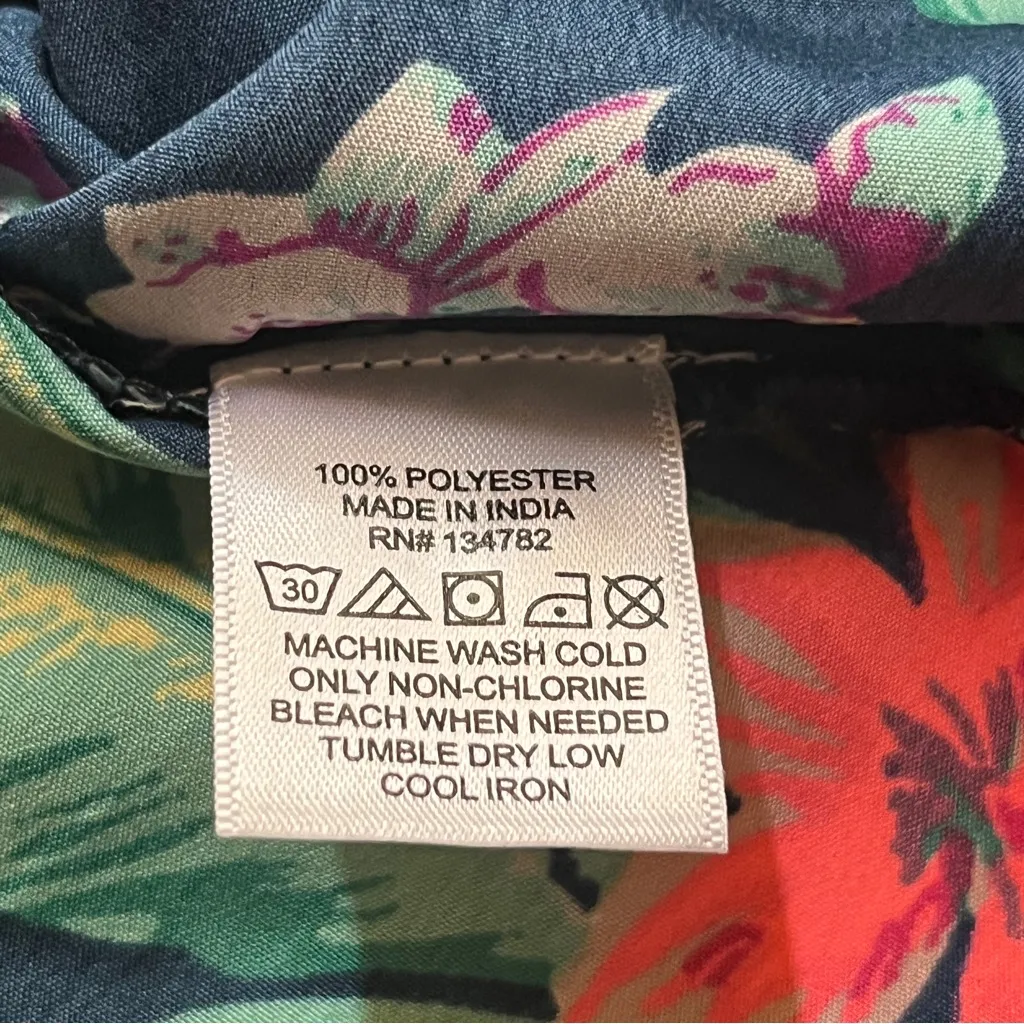 100% POLYESTER
MADE IN INDIA
RN# 134782
30
MACHINE WASH COLD
ONLY NON-CHLORINE
BLEACH WHEN NEEDED
TUMBLE DRY LOW
COOL IRON